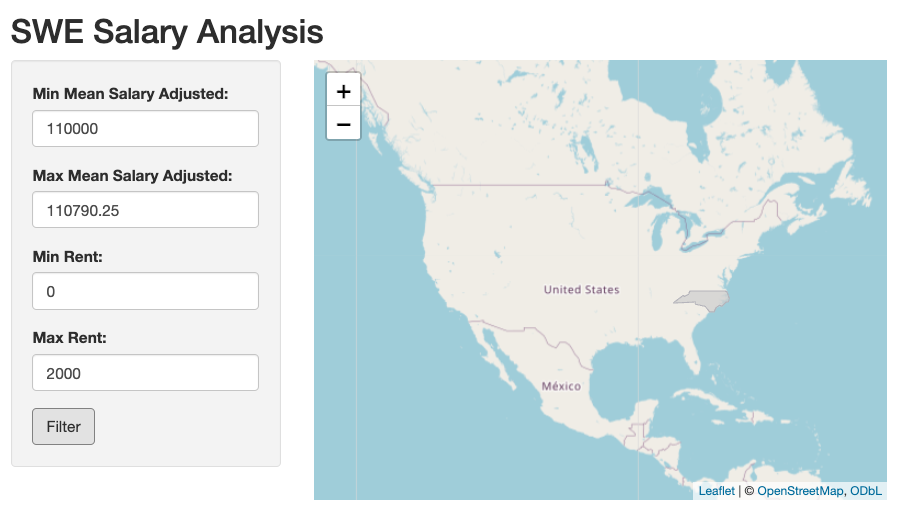 SWE Salary Analysis
Min Mean Salary Adjusted:
110000
Max Mean Salary Adjusted:
110790.25
Min Rent:
0
Max Rent:
2000
Filter
+
−
United States
México
Leaflet | © OpenStreetMap, ODbL